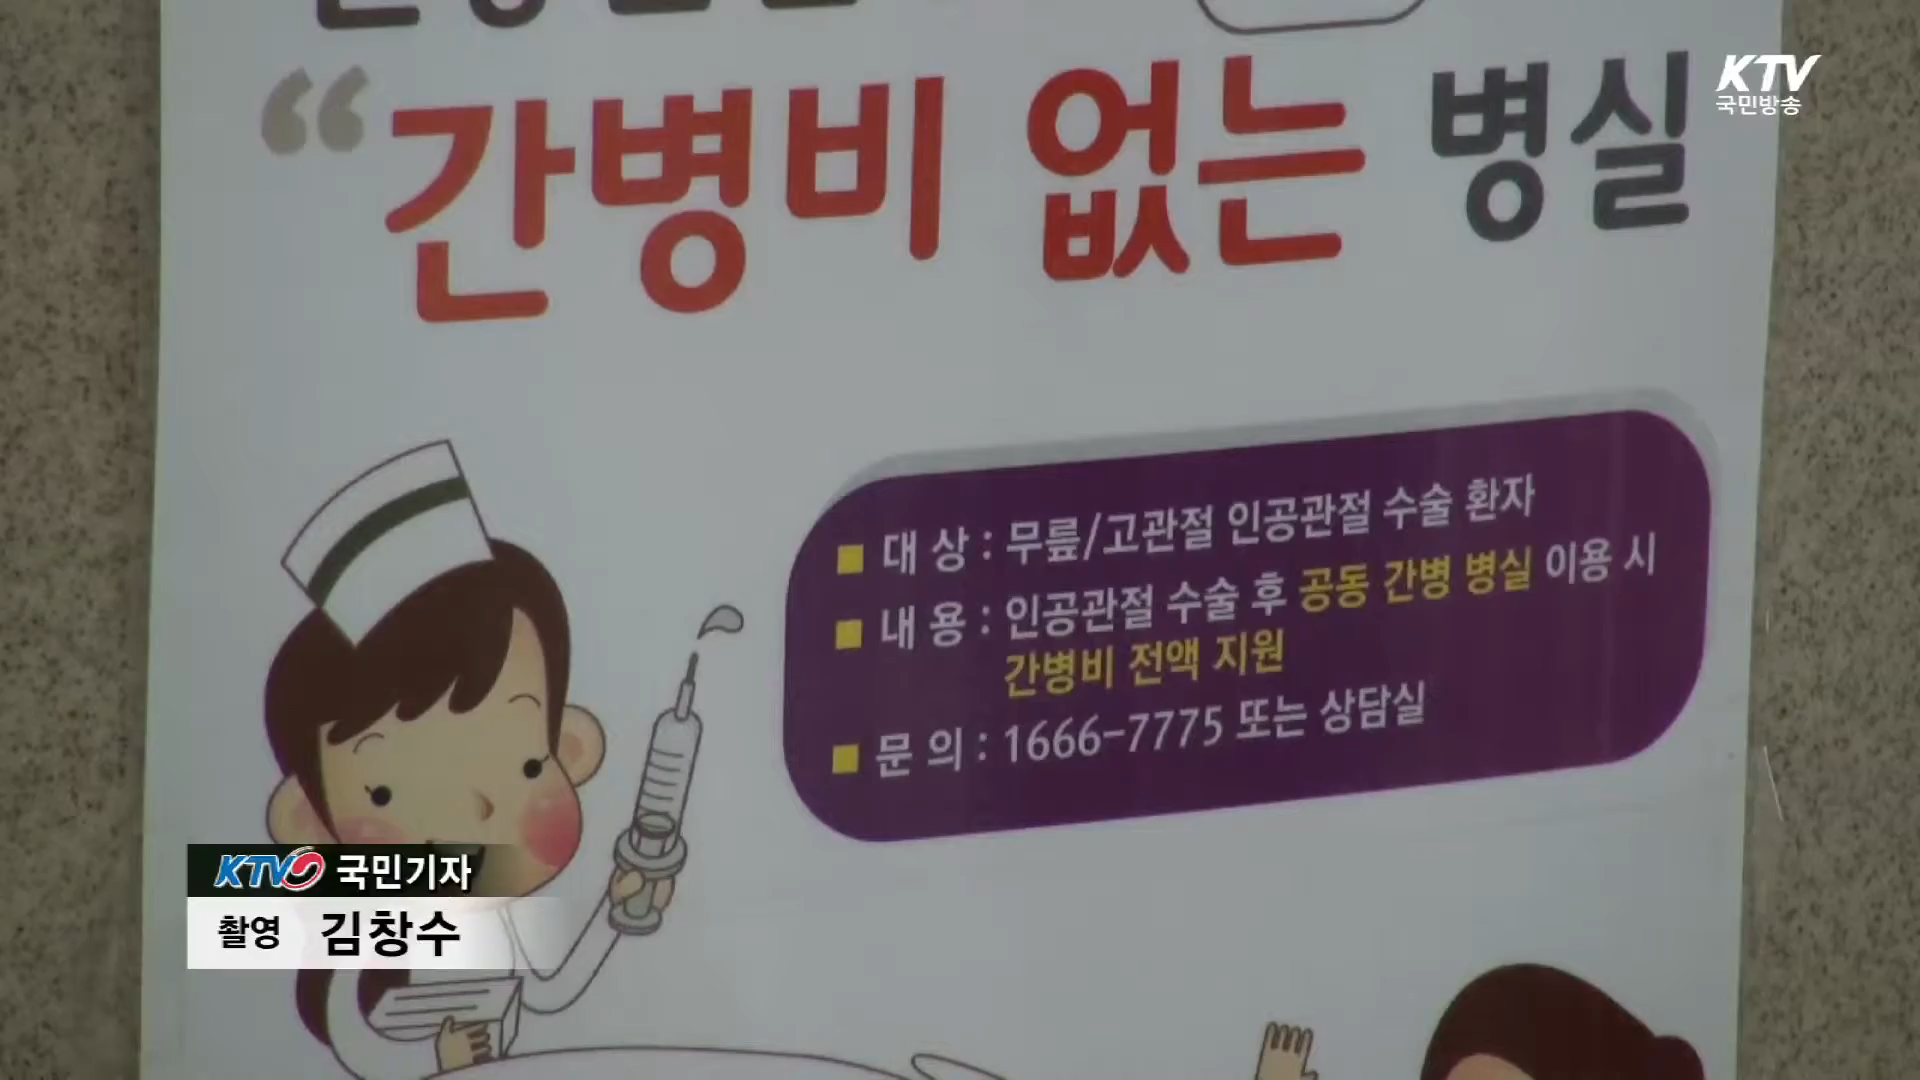 “간병비 없는 병실
KTV
국민방송
■ 대 상 : 무릎/고관절 인공관절 수술 환자
■ 내 용 : 인공관절 수술 후 공동 간병 병실 이용 시
간병비 전액 지원
■ 문 의 : 1666-7775 또는 상담실
KTV 국민기자
촬영 김창수